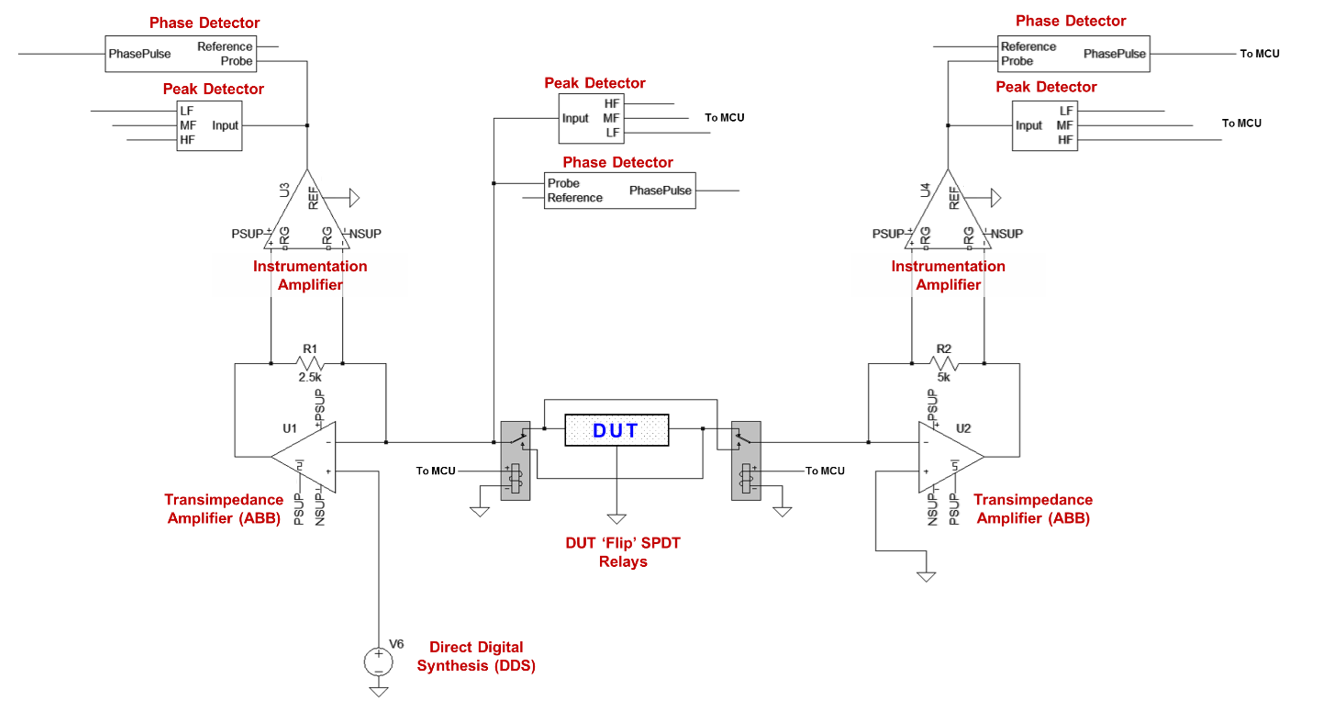 Phase Detector
PhasePulse
Reference
Probe
Peak Detector
LF
MF
HF
Input
U3
REF
PSUP
+
-
RG
RG
NSUP
Instrumentation
Amplifier
R1
2.5k
PSUP
U1
-
+
PSUP
NSUP
Transimpedance
Amplifier (ABB)
V6
+
-
Direct Digital
Synthesis (DDS)
Peak Detector
Input
HF
MF
LF
To MCU
Phase Detector
Probe
Reference
PhasePulse
DUT
To MCU
+
-
+
-
To MCU
DUT ‘Flip’ SPDT
Relays
Phase Detector
Reference
Probe
PhasePulse
To MCU
Peak Detector
Input
LF
MF
HF
To MCU
U4
REF
PSUP
+
-
RG
RG
NSUP
Instrumentation
Amplifier
R2
5k
PSUP
U2
-
+
NSUP
PSUP
Transimpedance
Amplifier (ABB)